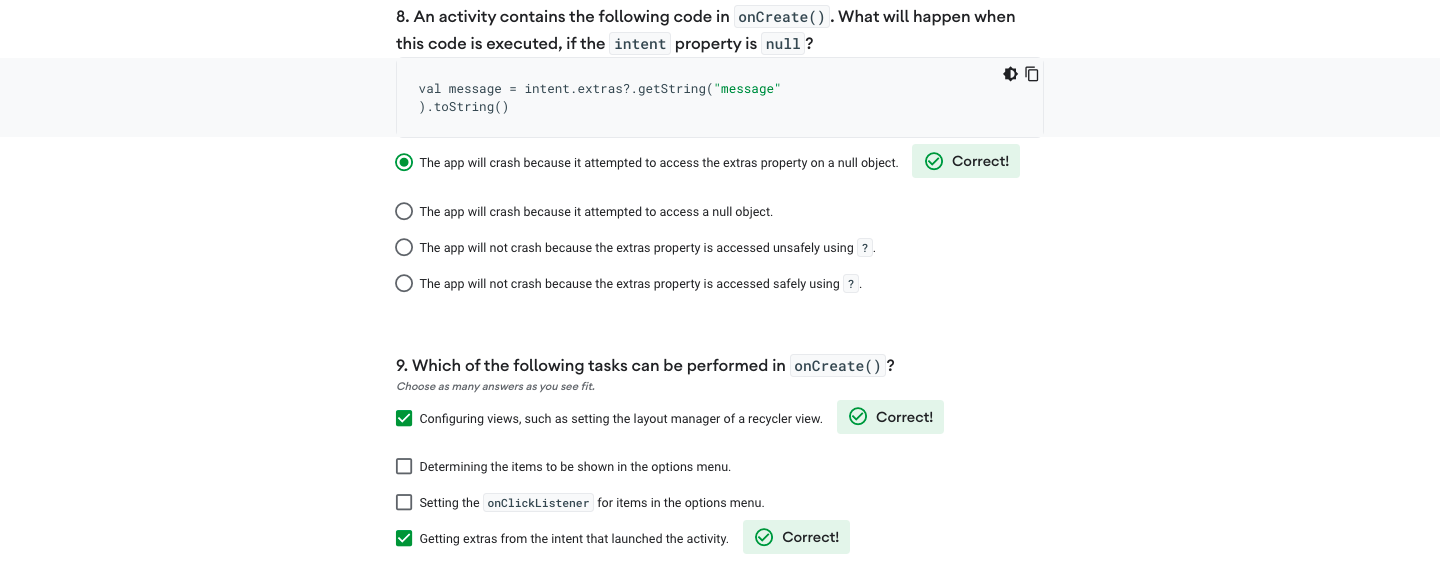 8. An activity contains the following code in onCreate(). What will happen when
this code is executed, if the intent property is null?
val message = intent.extras?.getString("message"
).toString()
The app will crash because it attempted to access the extras property on a null object. Correct!
The app will crash because it attempted to access a null object.
The app will not crash because the extras property is accessed unsafely using ?.
The app will not crash because the extras property is accessed safely using ?.
9. Which of the following tasks can be performed in onCreate()?
Choose as many answers as you see fit.
Configuring views, such as setting the layout manager of a recycler view. Correct!
Determining the items to be shown in the options menu.
Setting the onClickListener for items in the options menu.
Getting extras from the intent that launched the activity. Correct!